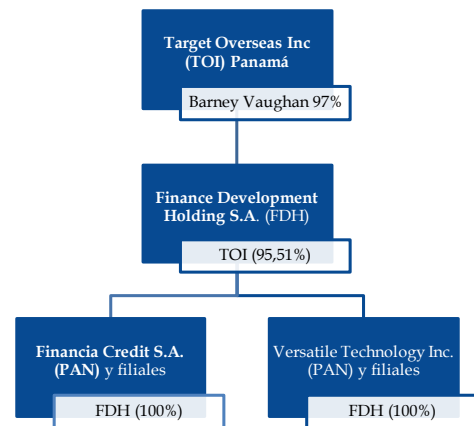 Target Overseas Inc
(TOI) Panamá
Barney Vaughan 97%
Finance Development
Holding S.A. (FDH)
TOI (95,51%)
Financia Credit S.A.
(PAN) y filiales
FDH (100%)
Versatile Technology Inc.
(PAN) y filiales
FDH (100%)